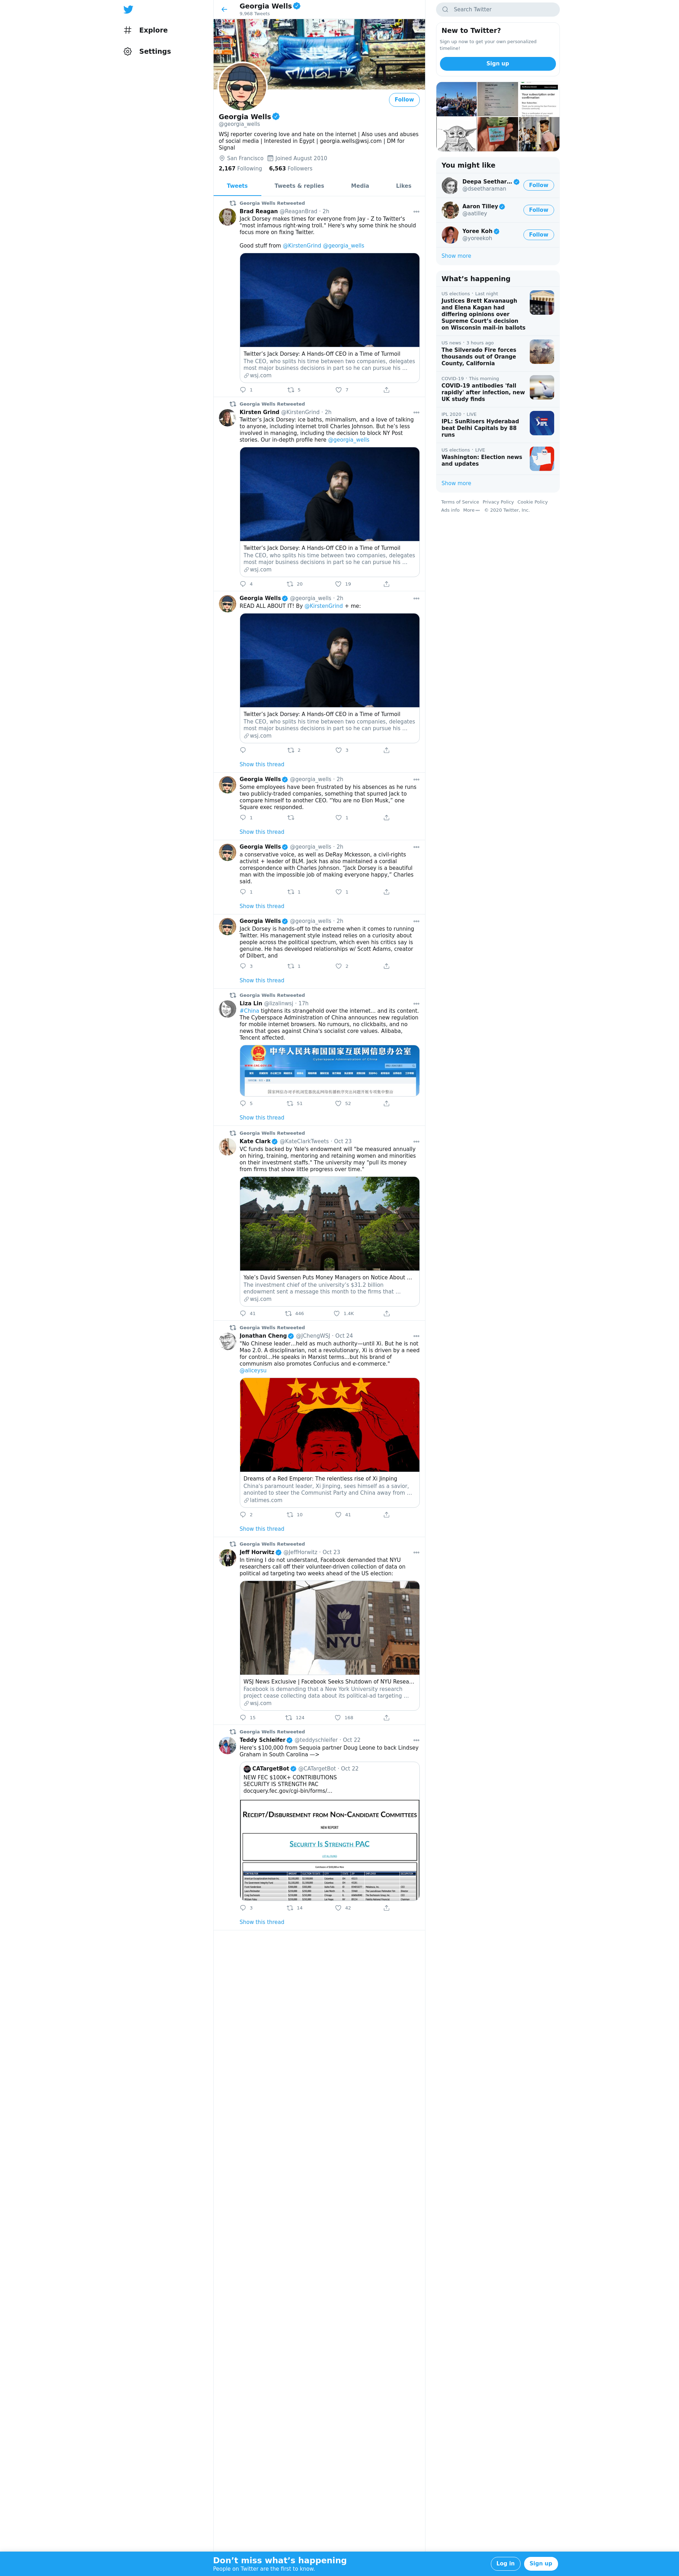 Explore
Settings
Georgia Wells
9,968 Tweets
Follow
Georgia Wells
@georgia_wells
WSJ reporter covering love and hate on the internet | Also uses and abuses
of social media | Interested in Egypt | georgia.wells@wsj.com | DM for
Signal
San Francisco Joined August 2010
2,167 Following 6,563 Followers
Tweets Tweets & replies Media Likes
Georgia Wells Retweeted
Brad Reagan @ReaganBrad · 2h
Jack Dorsey makes times for everyone from Jay - Z to Twitter's
"most infamous right-wing troll." Here's why some think he should
focus more on fixing Twitter.
Good stuff from @KirstenGrind @georgia_wells
Twitter's Jack Dorsey: A Hands-Off CEO in a Time of Turmoil
The CEO, who splits his time between two companies, delegates
most major business decisions in part so he can pursue his ...
wsj.com
1 5 7
Georgia Wells Retweeted
Kirsten Grind @KirstenGrind · 2h
Twitter's Jack Dorsey: ice baths, minimalism, and a love of talking
to anyone, including internet troll Charles Johnson. But he's less
involved in managing, including the decision to block NY Post
stories. Our in-depth profile here @georgia_wells
Twitter's Jack Dorsey: A Hands-Off CEO in a Time of Turmoil
The CEO, who splits his time between two companies, delegates
most major business decisions in part so he can pursue his ...
wsj.com
4 20 19
Georgia Wells @georgia_wells · 2h
READ ALL ABOUT IT! By @KirstenGrind + me:
Twitter's Jack Dorsey: A Hands-Off CEO in a Time of Turmoil
The CEO, who splits his time between two companies, delegates
most major business decisions in part so he can pursue his ...
wsj.com
2 3
Show this thread
Georgia Wells @georgia_wells · 2h
Some employees have been frustrated by his absences as he runs
two publicly-traded companies, something that spurred Jack to
compare himself to another CEO. "You are no Elon Musk," one
Square exec responded.
1 1
Show this thread
Georgia Wells @georgia_wells · 2h
a conservative voice, as well as DeRay Mckesson, a civil-rights
activist + leader of BLM. Jack has also maintained a cordial
correspondence with Charles Johnson. "Jack Dorsey is a beautiful
man with the impossible job of making everyone happy," Charles
said.
1 1 1
Show this thread
Georgia Wells @georgia_wells · 2h
Jack Dorsey is hands-off to the extreme when it comes to running
Twitter. His management style instead relies on a curiosity about
people across the political spectrum, which even his critics say is
genuine. He has developed relationships w/ Scott Adams, creator
of Dilbert, and
3 1 2
Show this thread
Georgia Wells Retweeted
Liza Lin @lizalinwsj · 17h
#China tightens its stranglehold over the internet... and its content.
The Cyberspace Administration of China announces new regulation
for mobile internet browsers. No rumours, no clickbaits, and no
news that goes against China's socialist core values. Alibaba,
Tencent affected.
中华人民共和国国家互联网信息办公室
5 51 52
Show this thread
Georgia Wells Retweeted
Kate Clark @KateClarkTweets · Oct 23
VC funds backed by Yale's endowment will "be measured annually
on hiring, training, mentoring and retaining women and minorities
on their investment staffs." The university may "pull its money
from firms that show little progress over time."
Yale's David Swensen Puts Money Managers on Notice About ...
The investment chief of the university's $31.2 billion
endowment sent a message this month to the firms that ...
wsj.com
41 446 1.4K
Georgia Wells Retweeted
Jonathan Cheng @JChengWSJ · Oct 24
"No Chinese leader...held as much authority—until Xi. But he is not
Mao 2.0. A disciplinarian, not a revolutionary, Xi is driven by a need
for control...He speaks in Marxist terms...but his brand of
communism also promotes Confucius and e-commerce."
@aliceysu
Dreams of a Red Emperor: The relentless rise of Xi Jinping
China's paramount leader, Xi Jinping, sees himself as a savior,
anointed to steer the Communist Party and China away from ...
latimes.com
2 10 41
Show this thread
Georgia Wells Retweeted
Jeff Horwitz @JeffHorwitz · Oct 23
In timing I do not understand, Facebook demanded that NYU
researchers call off their volunteer-driven collection of data on
political ad targeting two weeks ahead of the US election:
NYU
WSJ News Exclusive | Facebook Seeks Shutdown of NYU Resea...
Facebook is demanding that a New York University research
project cease collecting data about its political-ad targeting ...
wsj.com
15 124 168
Georgia Wells Retweeted
Teddy Schleifer @teddyschleifer · Oct 22
Here's $100,000 from Sequoia partner Doug Leone to back Lindsey
Graham in South Carolina —>
CATargetBot @CATargetBot · Oct 22
NEW FEC $100K+ CONTRIBUTIONS
SECURITY IS STRENGTH PAC
docquery.fec.gov/cgi-bin/forms/...
Receipt/Disbursement from Non-Candidate Committees
NEW REPORT
Security Is Strength PAC
3 14 42
Show this thread
Search Twitter
New to Twitter?
Sign up now to get your own personalized
timeline!
Sign up
You might like
Deepa Seethar...
@dseetharaman
Follow
Aaron Tilley
@aatilley
Follow
Yoree Koh
@yoreekoh
Follow
Show more
What's happening
US elections · Last night
Justices Brett Kavanaugh
and Elena Kagan had
differing opinions over
Supreme Court's decision
on Wisconsin mail-in ballots
US news · 3 hours ago
The Silverado Fire forces
thousands out of Orange
County, California
COVID-19 · This morning
COVID-19 antibodies 'fall
rapidly' after infection, new
UK study finds
IPL 2020 · LIVE
IPL: SunRisers Hyderabad
beat Delhi Capitals by 88
runs
US elections · LIVE
Washington: Election news
and updates
Show more
Terms of Service Privacy Policy Cookie Policy
Ads info More © 2020 Twitter, Inc.
Don't miss what's happening
People on Twitter are the first to know.
Log in Sign up